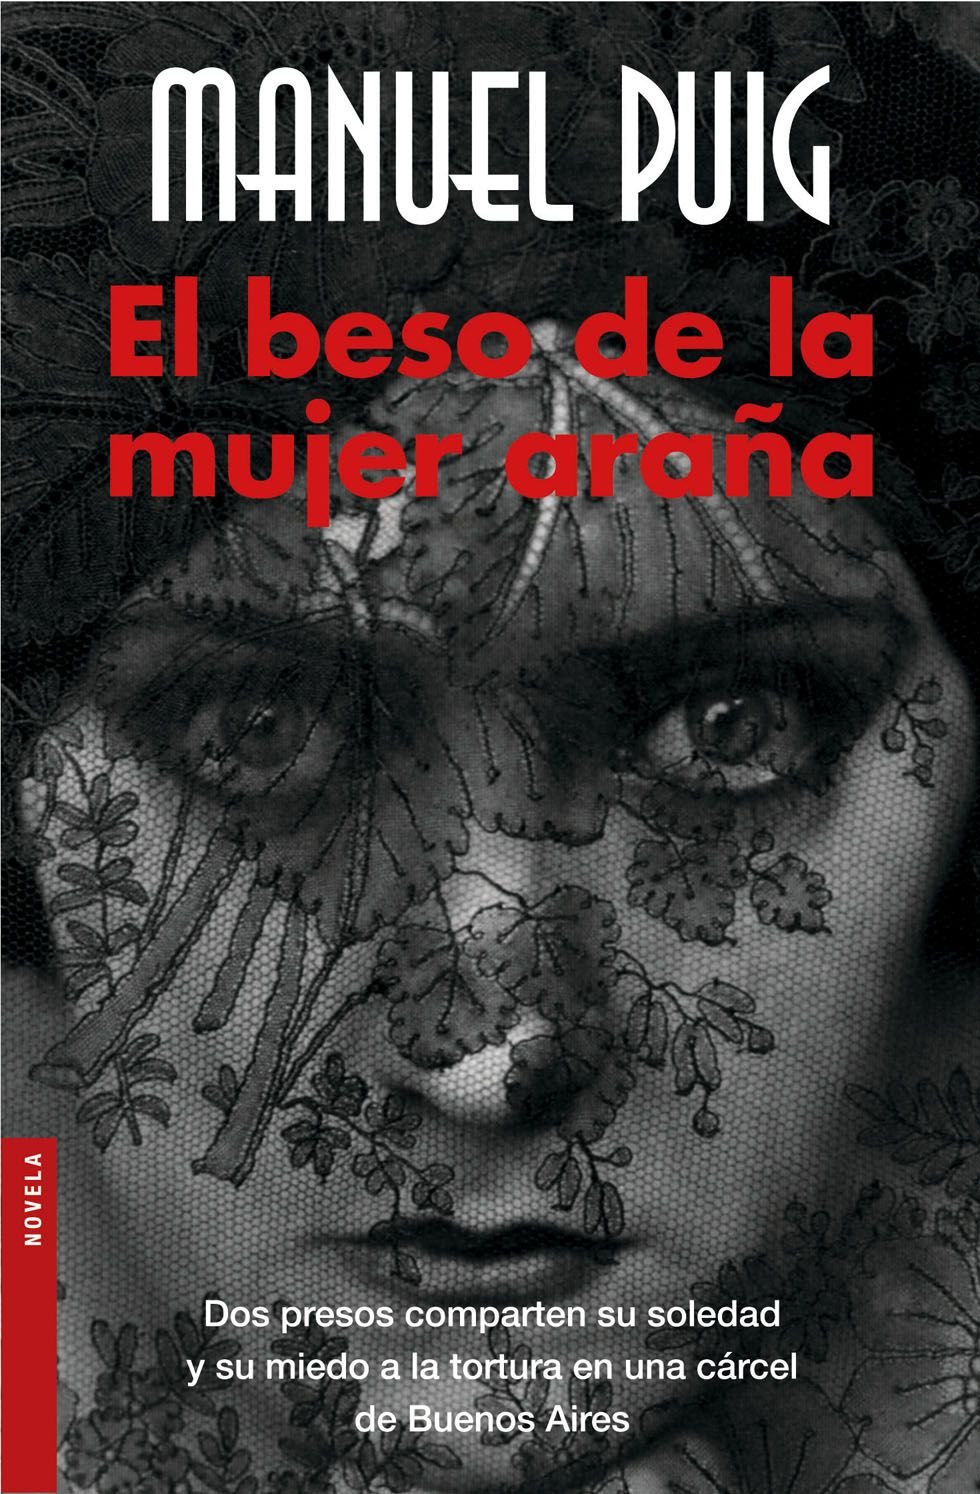 MANUEL PUIG
El beso de la
mujer araña
NOVELA
Dos presos comparten su soledad
y su miedo a la tortura en una cárcel
de Buenos Aires